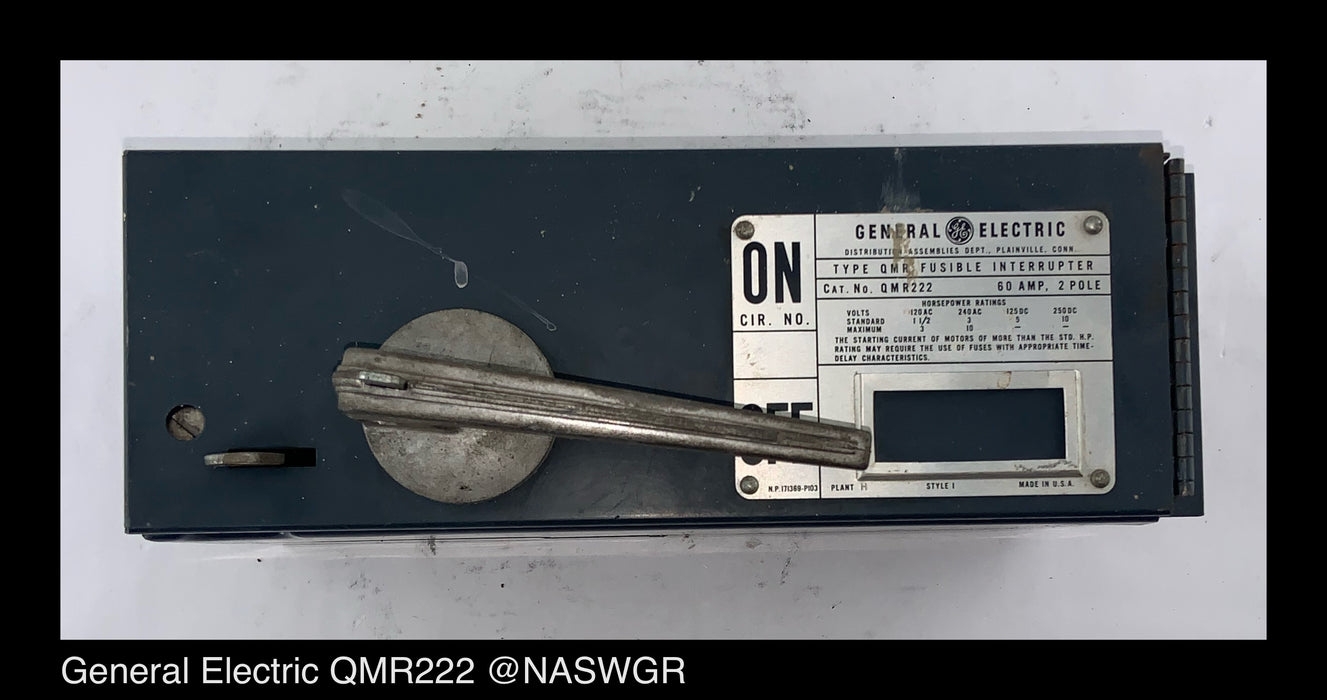 ON
CIR. NO.
OFF
N.P. 171369-P103
GENERAL GE ELECTRIC
DISTRIBUTION ASSEMBLIES DEPT., PLAINVILLE, CONN.
TYPE QMR FUSIBLE INTERRUPTER
CAT. NO. QMR222 60 AMP, 2 POLE
HORSEPOWER RATINGS
VOLTS 120AC 240AC 125DC 250DC
STANDARD 1 1/2 3 5 10
MAXIMUM 3 10 — —
THE STARTING CURRENT OF MOTORS OF MORE THAN THE STD. H.P.
RATING MAY REQUIRE THE USE OF FUSES WITH APPROPRIATE TIME-
DELAY CHARACTERISTICS.
PLANT H STYLE I MADE IN U.S.A.
General Electric QMR222 @NASWGR